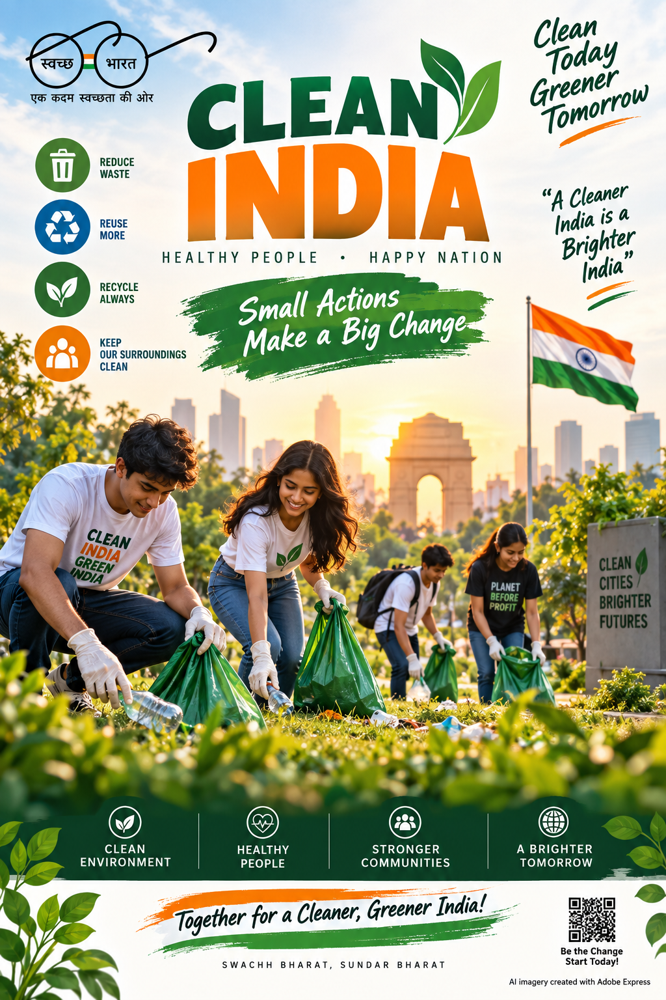 स्वच्छ भारत
एक कदम स्वच्छता की ओर
Clean
Today
Greener
Tomorrow
CLEAN
INDIA
HEALTHY PEOPLE • HAPPY NATION
Small Actions
Make a Big Change
REDUCE
WASTE
REUSE
MORE
RECYCLE
ALWAYS
KEEP
OUR SURROUNDINGS
CLEAN
“A Cleaner
India is a
Brighter
India”
CLEAN
INDIA
GREEN
INDIA
PLANET
BEFORE
PROFIT
CLEAN
CITIES
BRIGHTER
FUTURES
CLEAN
ENVIRONMENT
HEALTHY
PEOPLE
STRONGER
COMMUNITIES
A BRIGHTER
TOMORROW
Together for a Cleaner, Greener India!
SWACHH BHARAT, SUNDAR BHARAT
Be the Change
Start Today!
AI imagery created with Adobe Express